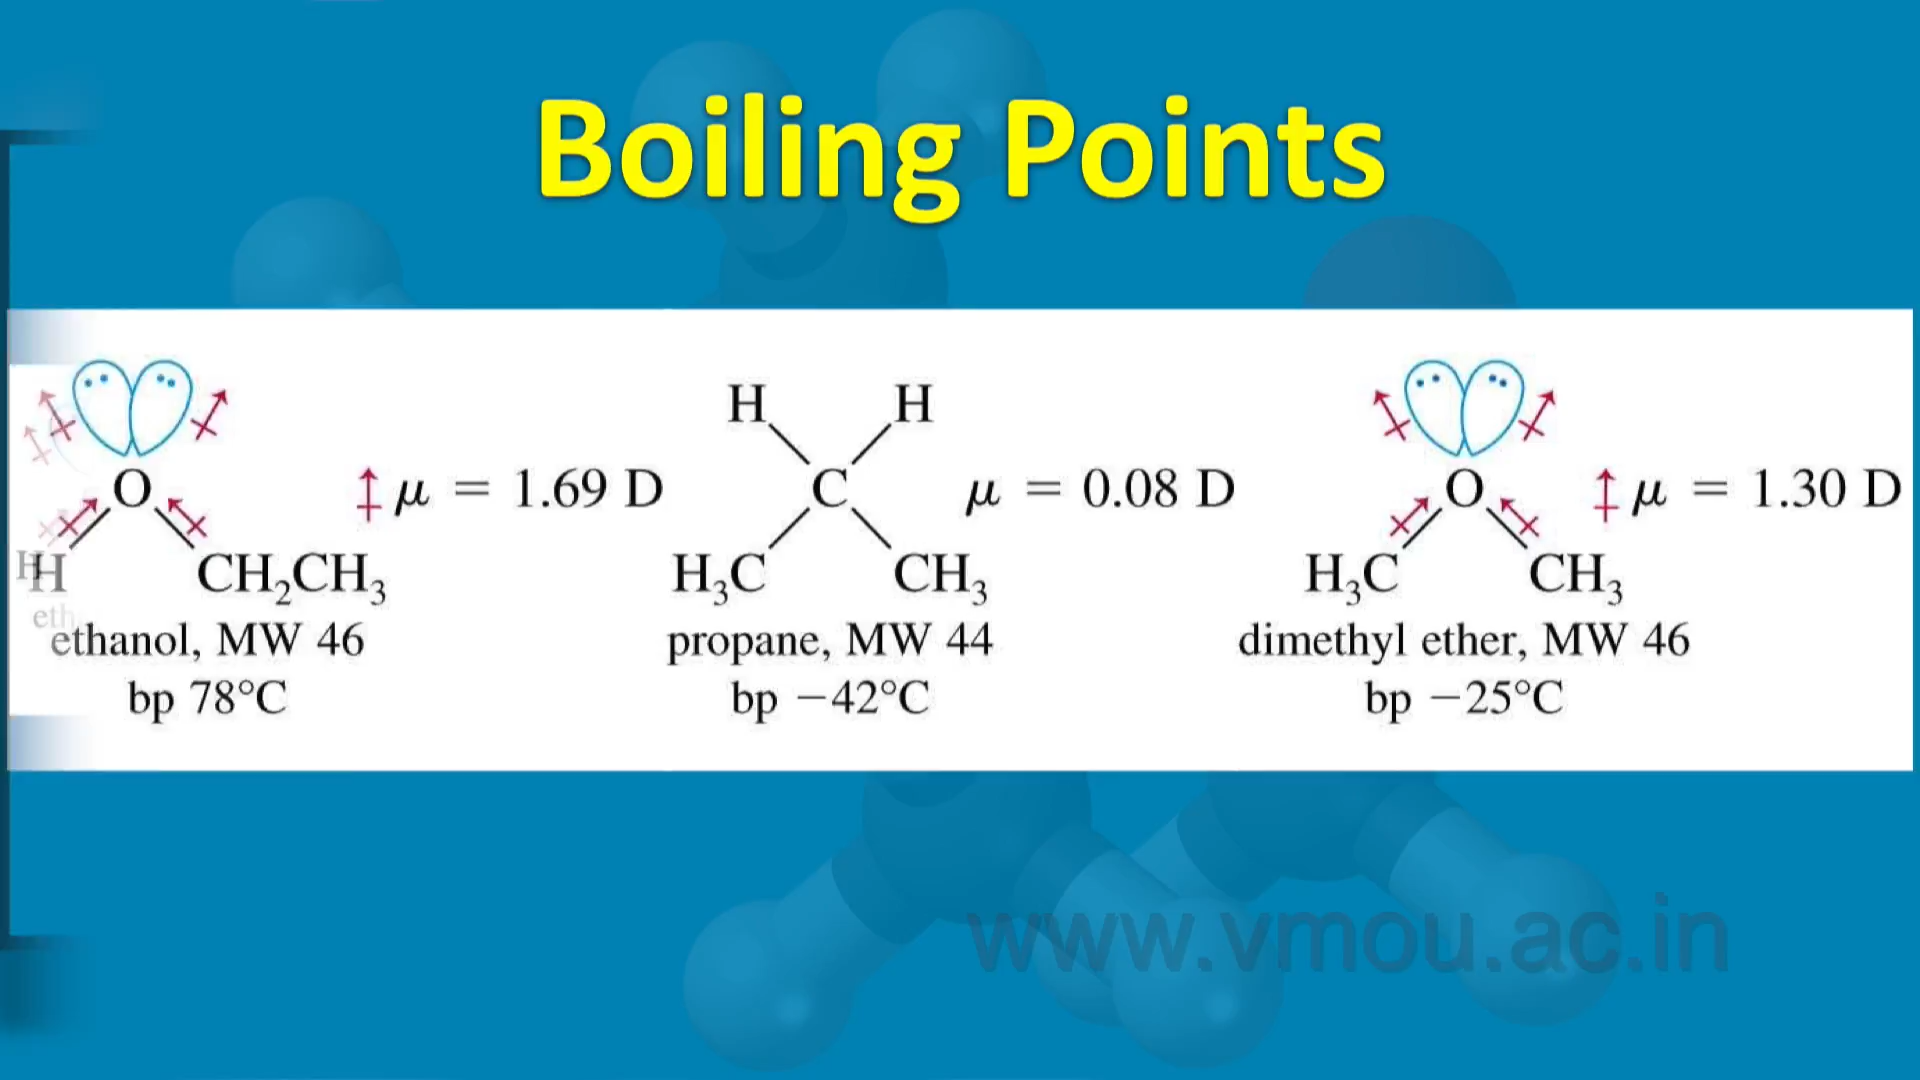 Boiling Points
H H
O μ = 1.69 D C μ = 0.08 D O μ = 1.30 D
H CH₂CH₃ H₃C CH₃ H₃C CH₃
ethanol, MW 46 propane, MW 44 dimethyl ether, MW 46
bp 78°C bp −42°C bp −25°C
www.vmou.ac.in